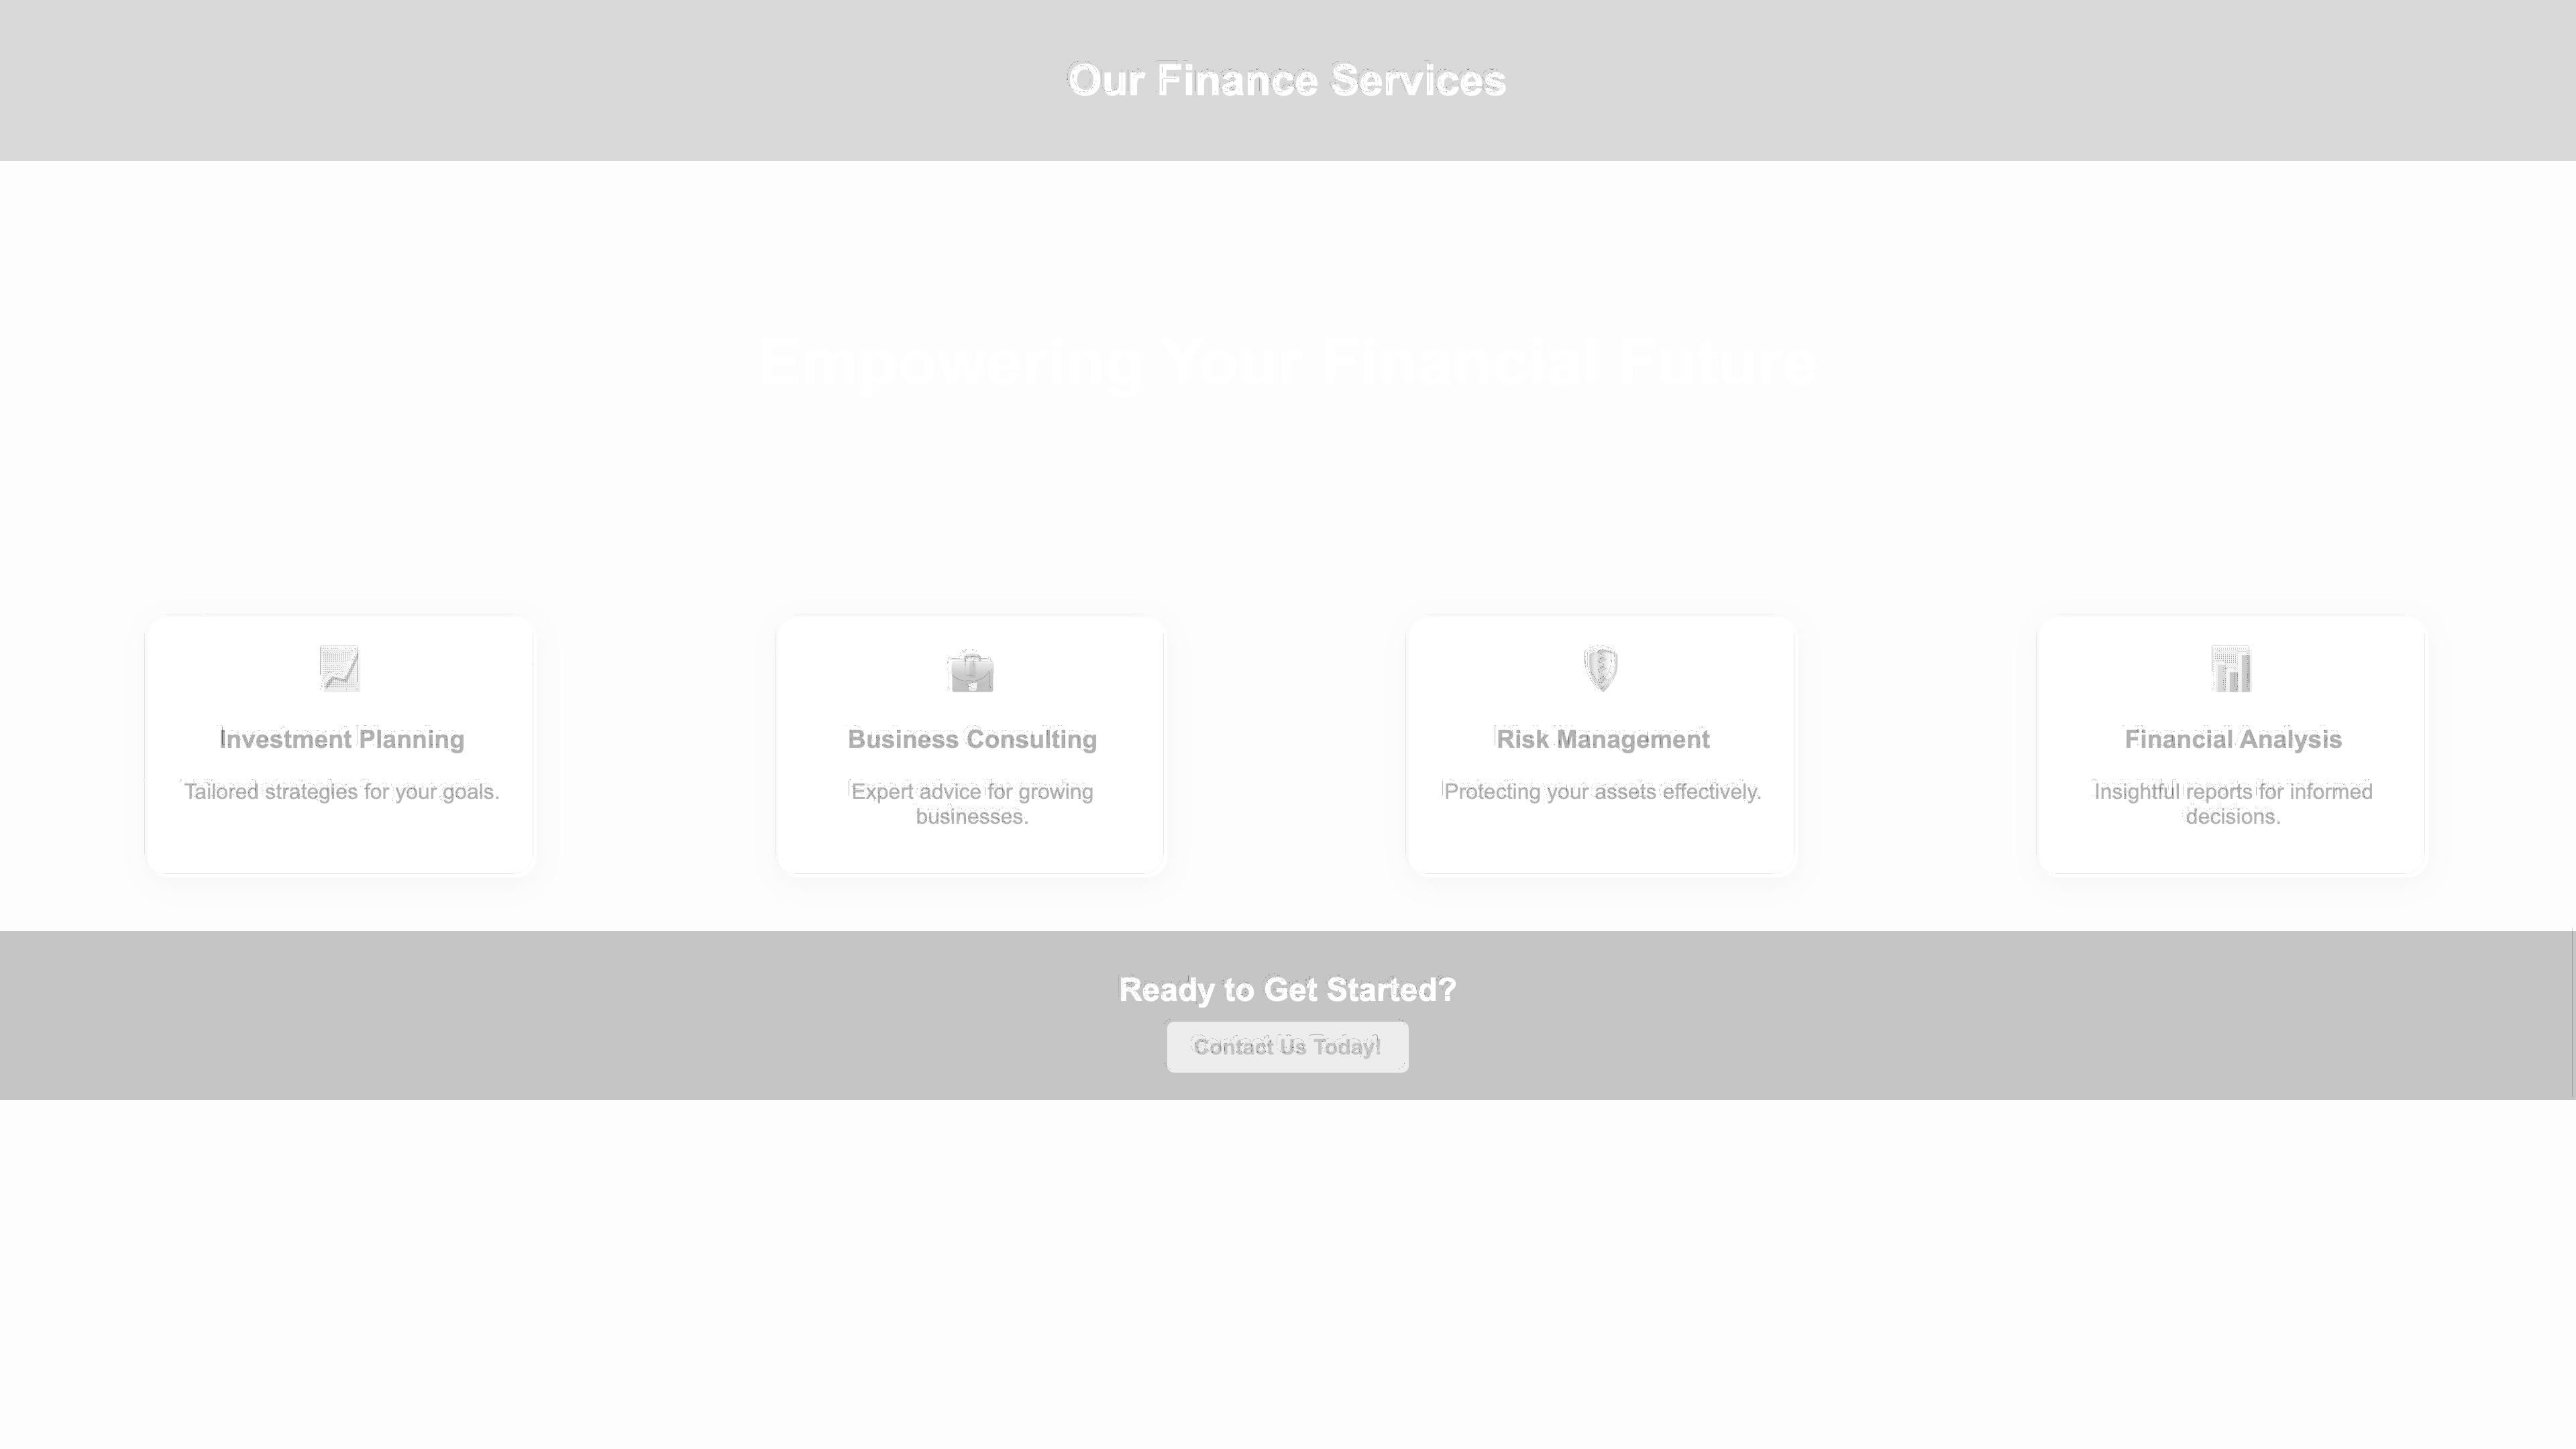 Our Finance Services
Empowering Your Financial Future
Investment Planning
Tailored strategies for your goals.
Business Consulting
Expert advice for growing
businesses.
Risk Management
Protecting your assets effectively.
Financial Analysis
Insightful reports for informed
decisions.
Ready to Get Started?
Contact Us Today!